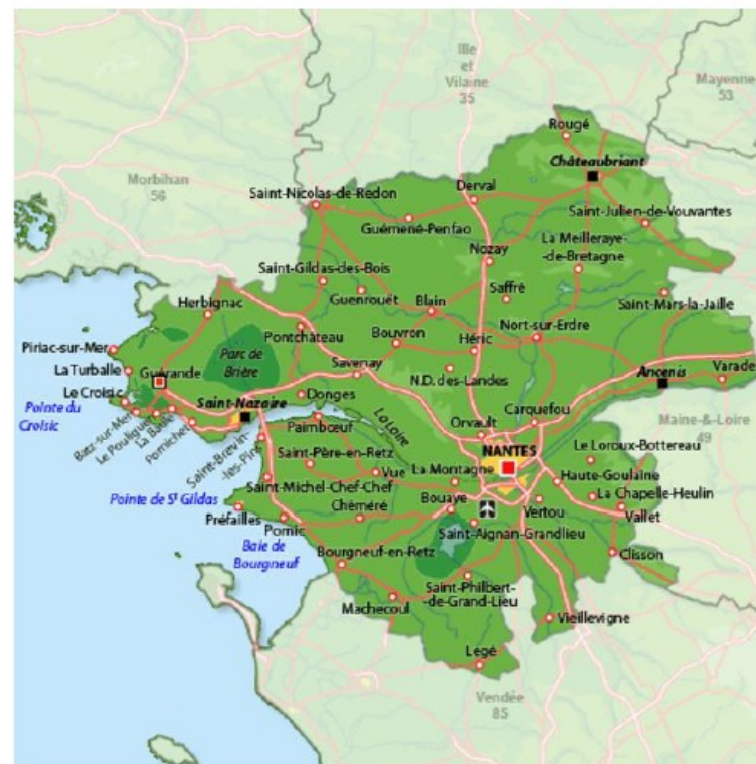 Ille
et
Vilaine
35
Mayenne
53
Rougé
Châteaubriant
Morbihan
56
Saint-Nicolas-de-Redon
Derval
Saint-Julien-de-Vouvantes
Guémené-Penfao
La Meilleraye-
-de-Bretagne
Nozay
Saint-Gildas-des-Bois
Saffré
Guenrouët
Blain
Saint-Mars-la-Jaille
Herbignac
Nort-sur-Erdre
Pontchâteau
Bouvron
Héric
Piriac-sur-Mer
Parc de
Brière
La Turballe
Guérande
Savenay
Ancenis
Varade
N.D. des-Landes
Le Croisic
Donges
Saint-Nazaire
Pointe du
Croisic
Batz-sur-Mer
Le Pouliguen
La Baule
Pornichet
La Loire
Carquefou
Orvault
Paimbœuf
Maine & Loire
49
Saint-Brevin-
-les-Pins
NANTES
Le Loroux-Bottereau
Saint-Père-en-Retz
Vue
La Montagne
Haute-Goulaine
Saint-Michel-Chef-Chef
Pointe de St Gildas
Bouaye
La Chapelle-Heulin
Chéméré
Vertou
Préfailles
Vallet
Pornic
Saint-Aignan-Grandlieu
Baie de
Bourgneuf
Bourgneuf-en-Retz
Clisson
Saint-Philbert-
-de-Grand-Lieu
Machecoul
Vieillevigne
Legé
Vendée
85